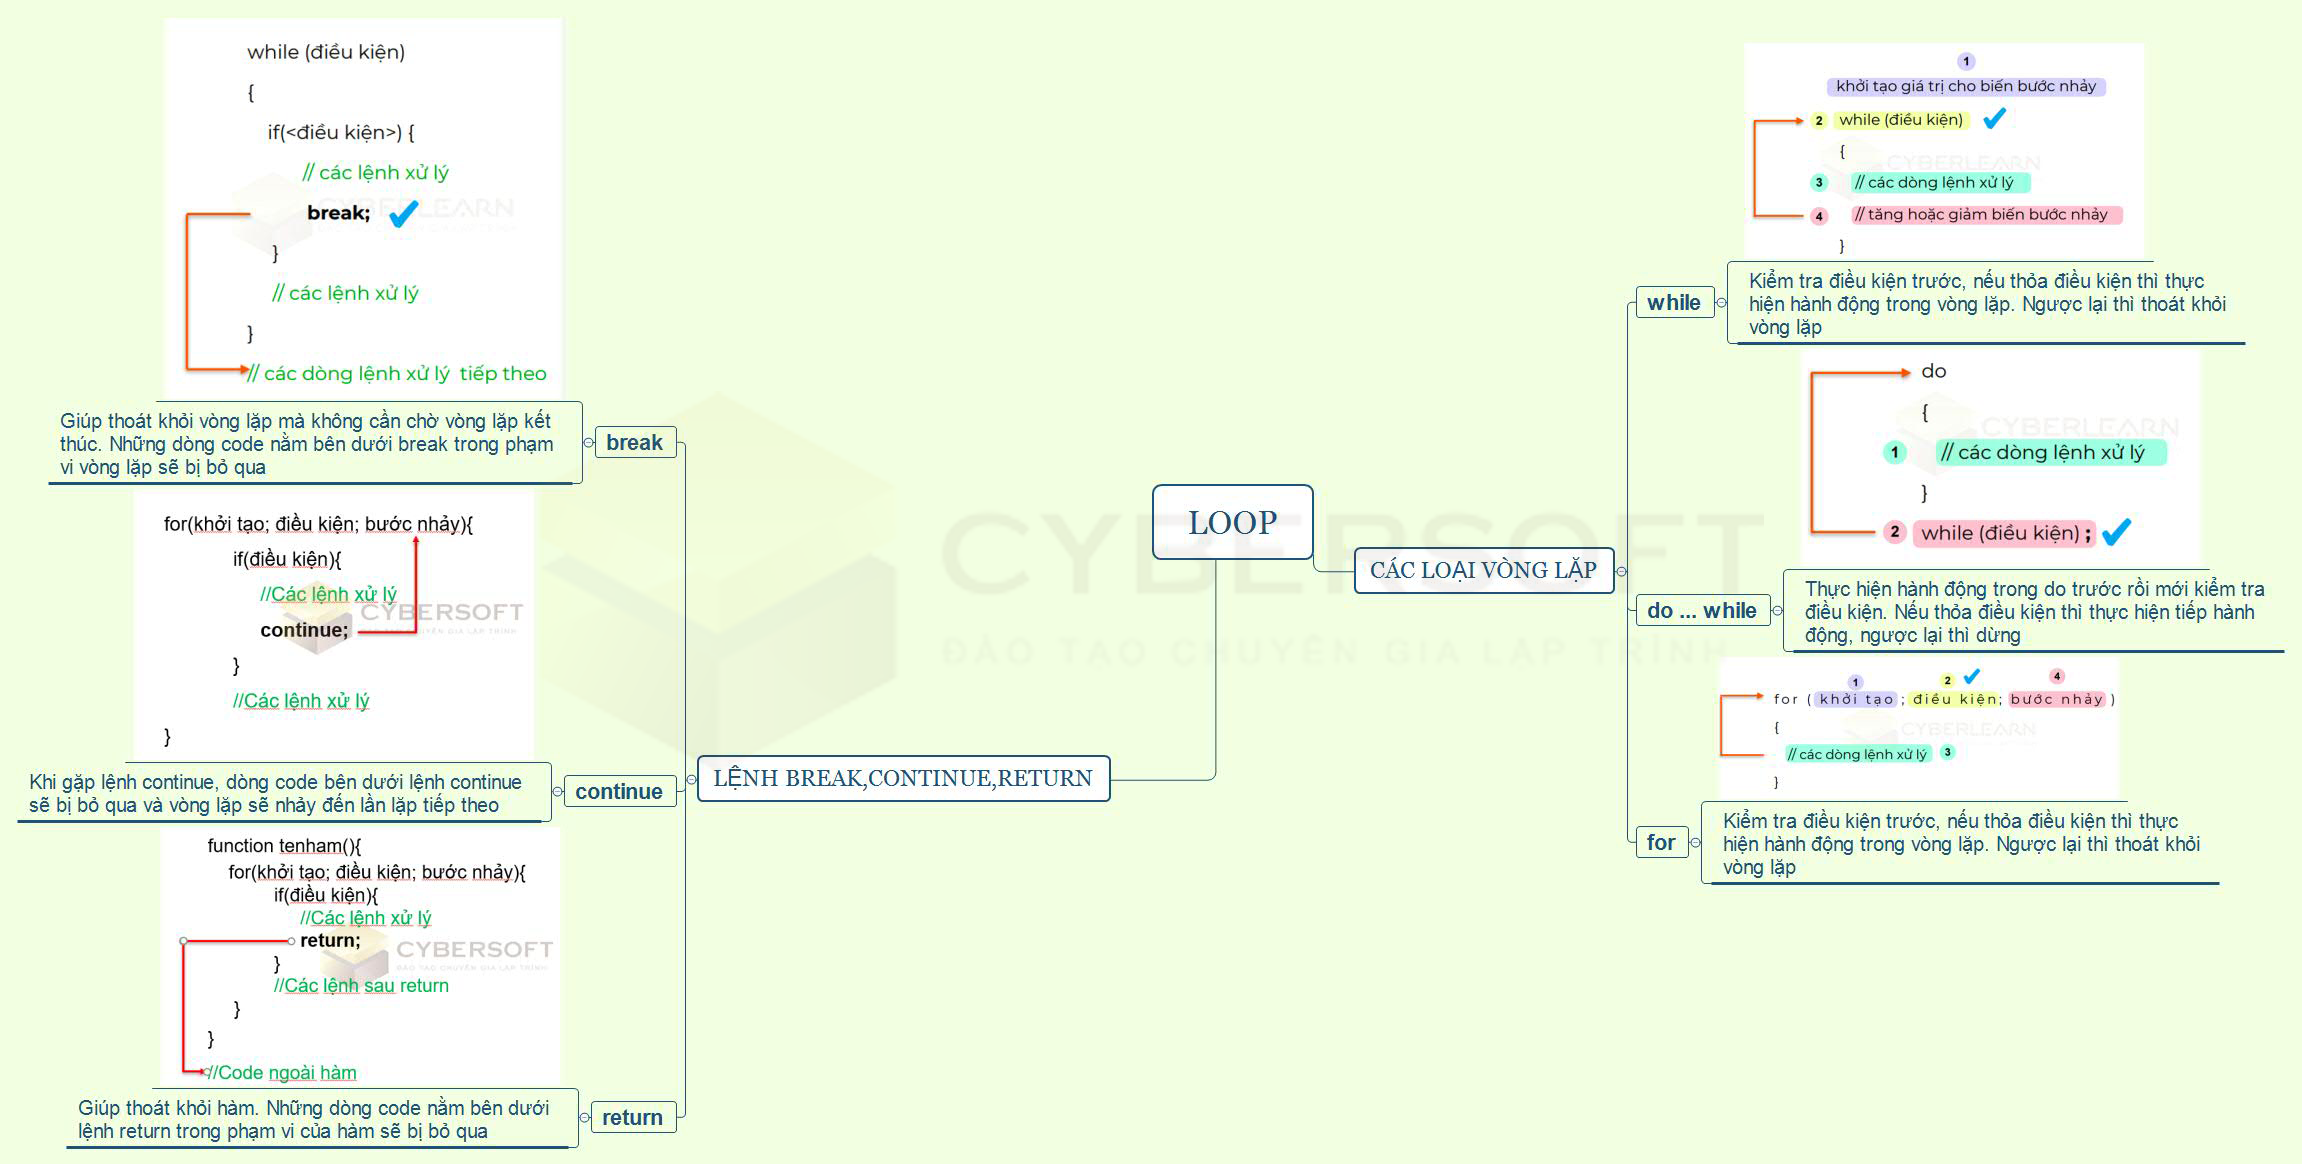 while (điều kiện)
{
if(<điều kiện>) {
// các lệnh xử lý
CYBERLEARN
break;
}
// các lệnh xử lý
}
// các dòng lệnh xử lý tiếp theo
Giúp thoát khỏi vòng lặp mà không cần chờ vòng lặp kết
thúc. Những dòng code nằm bên dưới break trong phạm
vi vòng lặp sẽ bị bỏ qua
break
for(khởi tạo; điều kiện; bước nhảy){
if(điều kiện){
//Các lệnh xử lý
CYBERSOFT
ĐÀO TẠO CHUYÊN GIA LẬP TRÌNH
continue;
}
//Các lệnh xử lý
}
Khi gặp lệnh continue, dòng code bên dưới lệnh continue
sẽ bị bỏ qua và vòng lặp sẽ nhảy đến lần lặp tiếp theo
continue
function tenham(){
for(khởi tạo; điều kiện; bước nhảy){
if(điều kiện){
//Các lệnh xử lý
return;
CYBERSOFT
ĐÀO TẠO CHUYÊN GIA LẬP TRÌNH
}
//Các lệnh sau return
}
}
//Code ngoài hàm
Giúp thoát khỏi hàm. Những dòng code nằm bên dưới
lệnh return trong phạm vi của hàm sẽ bị bỏ qua
return
LỆNH BREAK,CONTINUE,RETURN
LOOP
CYBERSOFT
ĐÀO TẠO CHUYÊN GIA LẬP TRÌNH
CÁC LOẠI VÒNG LẶP
1
khởi tạo giá trị cho biến bước nhảy
2 while (điều kiện)
{
CYBERLEARN
3 // các dòng lệnh xử lý
4 // tăng hoặc giảm biến bước nhảy
}
while
Kiểm tra điều kiện trước, nếu thỏa điều kiện thì thực
hiện hành động trong vòng lặp. Ngược lại thì thoát khỏi
vòng lặp
do
{
CYBERLEARN
1 // các dòng lệnh xử lý
}
2 while (điều kiện) ;
do ... while
Thực hiện hành động trong do trước rồi mới kiểm tra
điều kiện. Nếu thỏa điều kiện thì thực hiện tiếp hành
động, ngược lại thì dừng
1 2 4
for ( khởi tạo ; điều kiện; bước nhảy )
{
CYBERLEARN
// các dòng lệnh xử lý 3
}
for
Kiểm tra điều kiện trước, nếu thỏa điều kiện thì thực
hiện hành động trong vòng lặp. Ngược lại thì thoát khỏi
vòng lặp